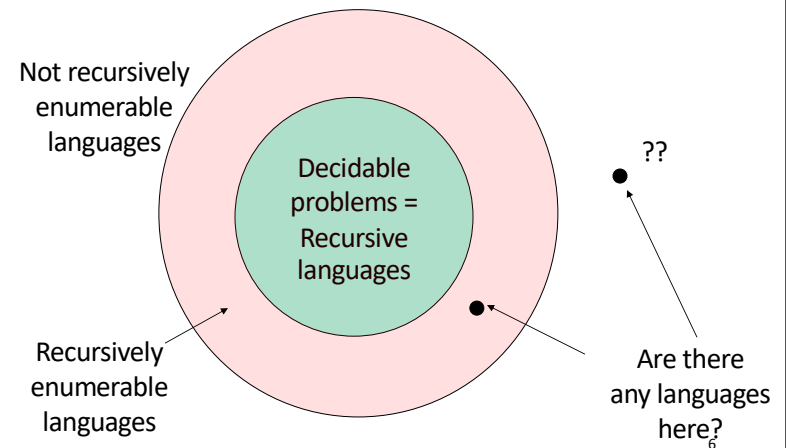 Not recursively
enumerable
languages
Decidable
problems =
Recursive
languages
??
Recursively
enumerable
languages
Are there
any languages
here?
6